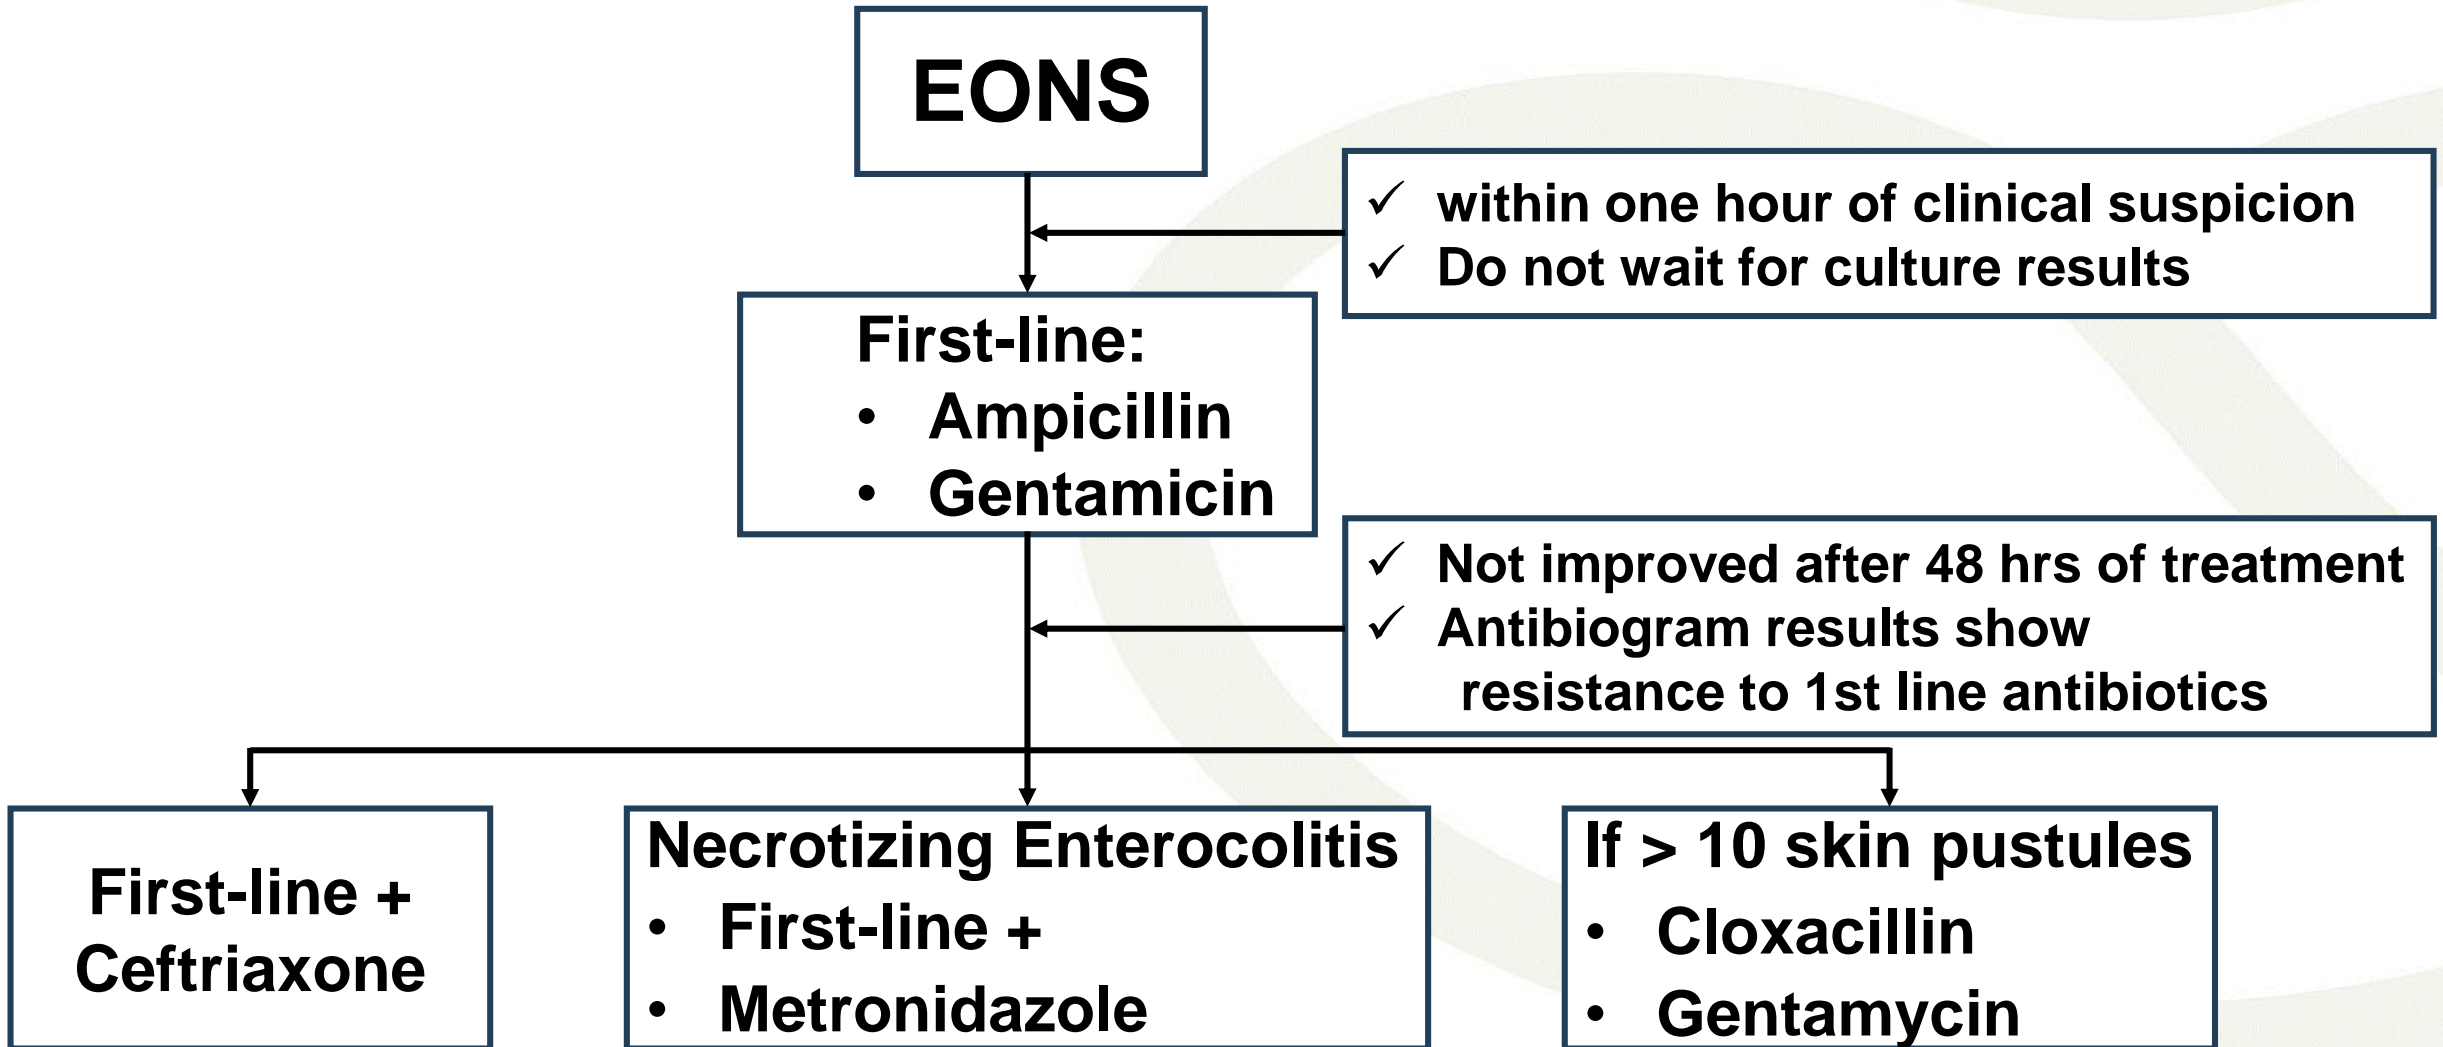 EONS
✓ within one hour of clinical suspicion
✓ Do not wait for culture results
First-line:
• Ampicillin
• Gentamicin
✓ Not improved after 48 hrs of treatment
✓ Antibiogram results show
resistance to 1st line antibiotics
First-line +
Ceftriaxone
Necrotizing Enterocolitis
• First-line +
• Metronidazole
If > 10 skin pustules
• Cloxacillin
• Gentamycin